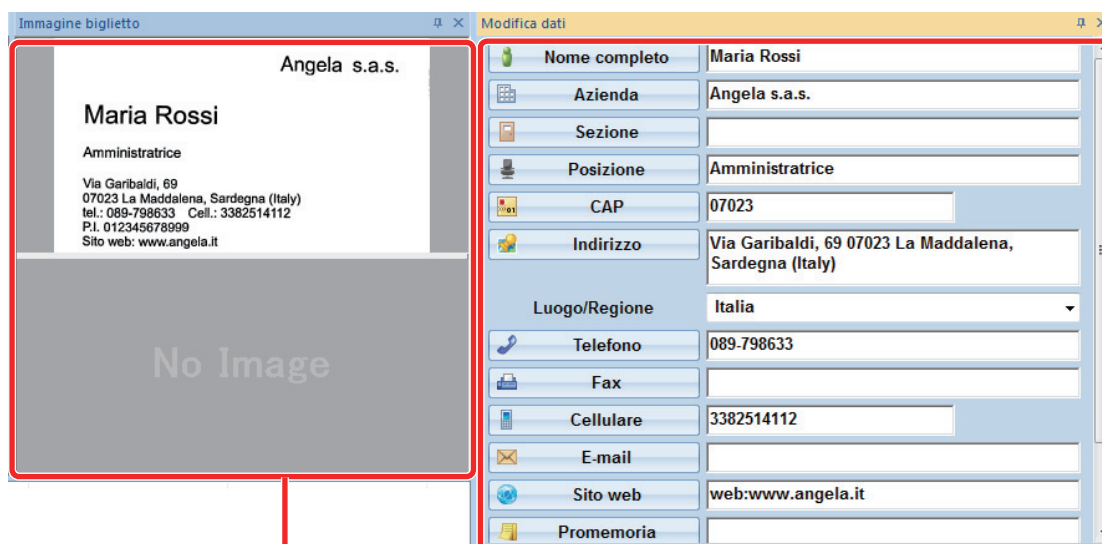 Immagine biglietto
Angela s.a.s.
Maria Rossi
Amministratrice
Via Garibaldi, 69
07023 La Maddalena, Sardegna (Italy)
tel.: 089-798633 Cell.: 3382514112
P.I. 012345678999
Sito web: www.angela.it
No Image
Modifica dati
Nome completo Maria Rossi
Azienda Angela s.a.s.
Sezione
Posizione Amministratrice
CAP 07023
Indirizzo Via Garibaldi, 69 07023 La Maddalena,
Sardegna (Italy)
Luogo/Regione Italia
Telefono 089-798633
Fax
Cellulare 3382514112
E-mail
Sito web web:www.angela.it
Promemoria